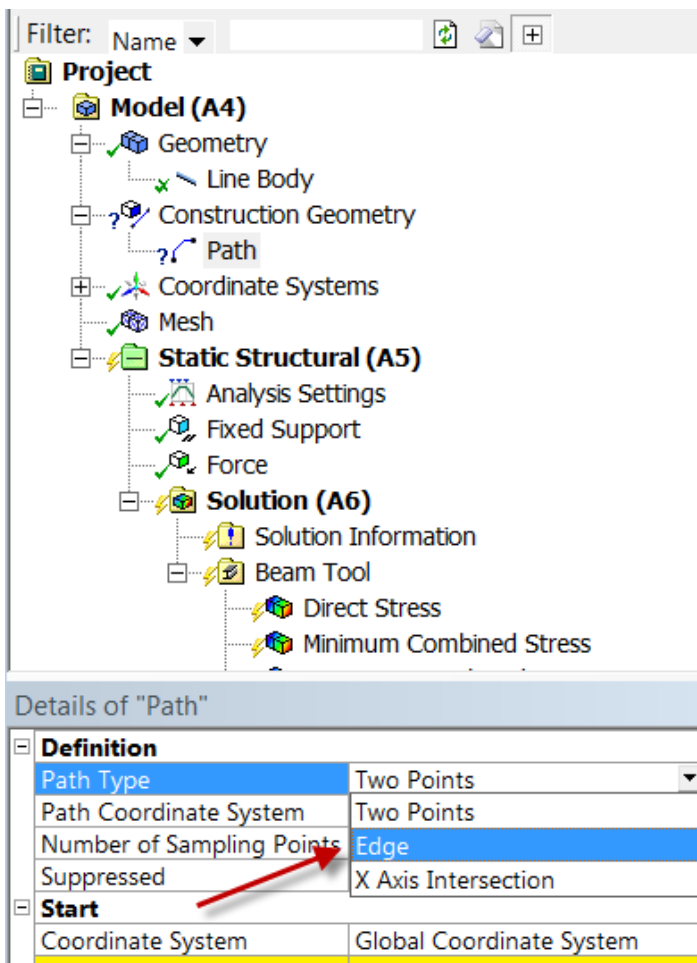 Filter: Name
Project
Model (A4)
Geometry
Line Body
Construction Geometry
Path
Coordinate Systems
Mesh
Static Structural (A5)
Analysis Settings
Fixed Support
Force
Solution (A6)
Solution Information
Beam Tool
Direct Stress
Minimum Combined Stress
Details of "Path"
Definition
Path Type Two Points
Path Coordinate System Two Points
Number of Sampling Points Edge
Suppressed X Axis Intersection
Start
Coordinate System Global Coordinate System